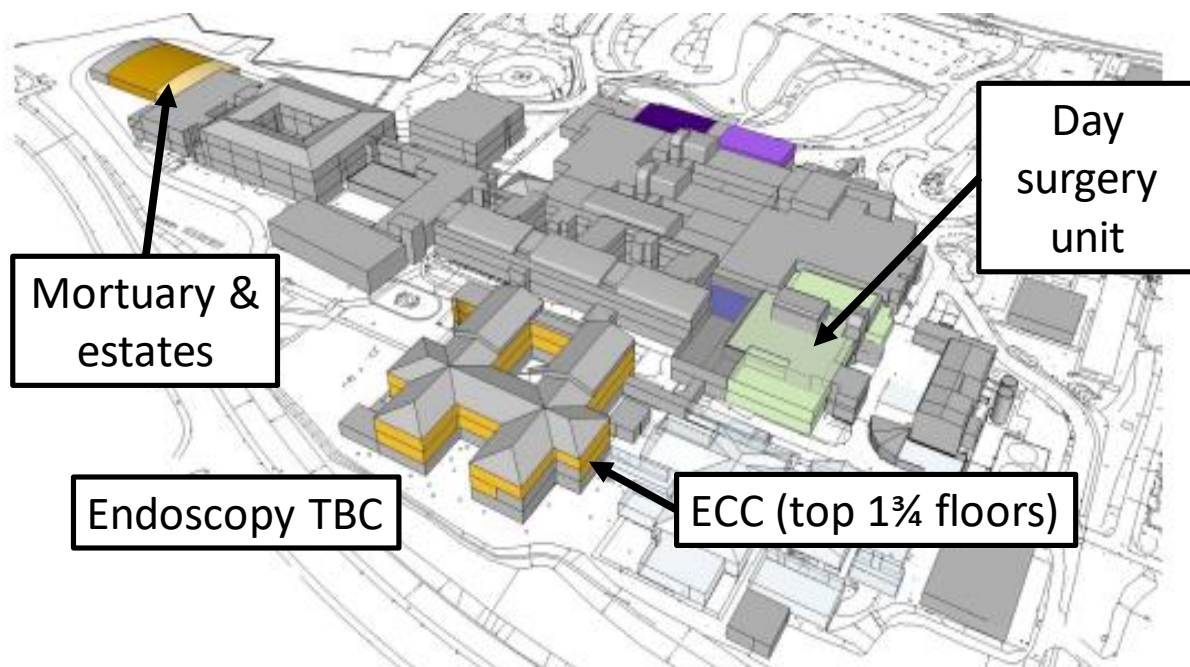 Day
surgery
unit
Mortuary &
estates
Endoscopy TBC
ECC (top 1¾ floors)